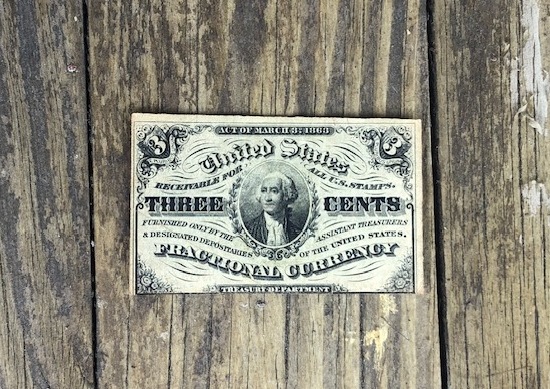 ACT OF MARCH 3: 1863
3 United States 3
RECEIVABLE FOR ALL U.S. STAMPS.
THREE CENTS
FURNISHED ONLY BY THE ASSISTANT TREASURERS
& DESIGNATED DEPOSITARIES OF THE UNITED STATES.
FRACTIONAL CURRENCY
TREASURY DEPARTMENT